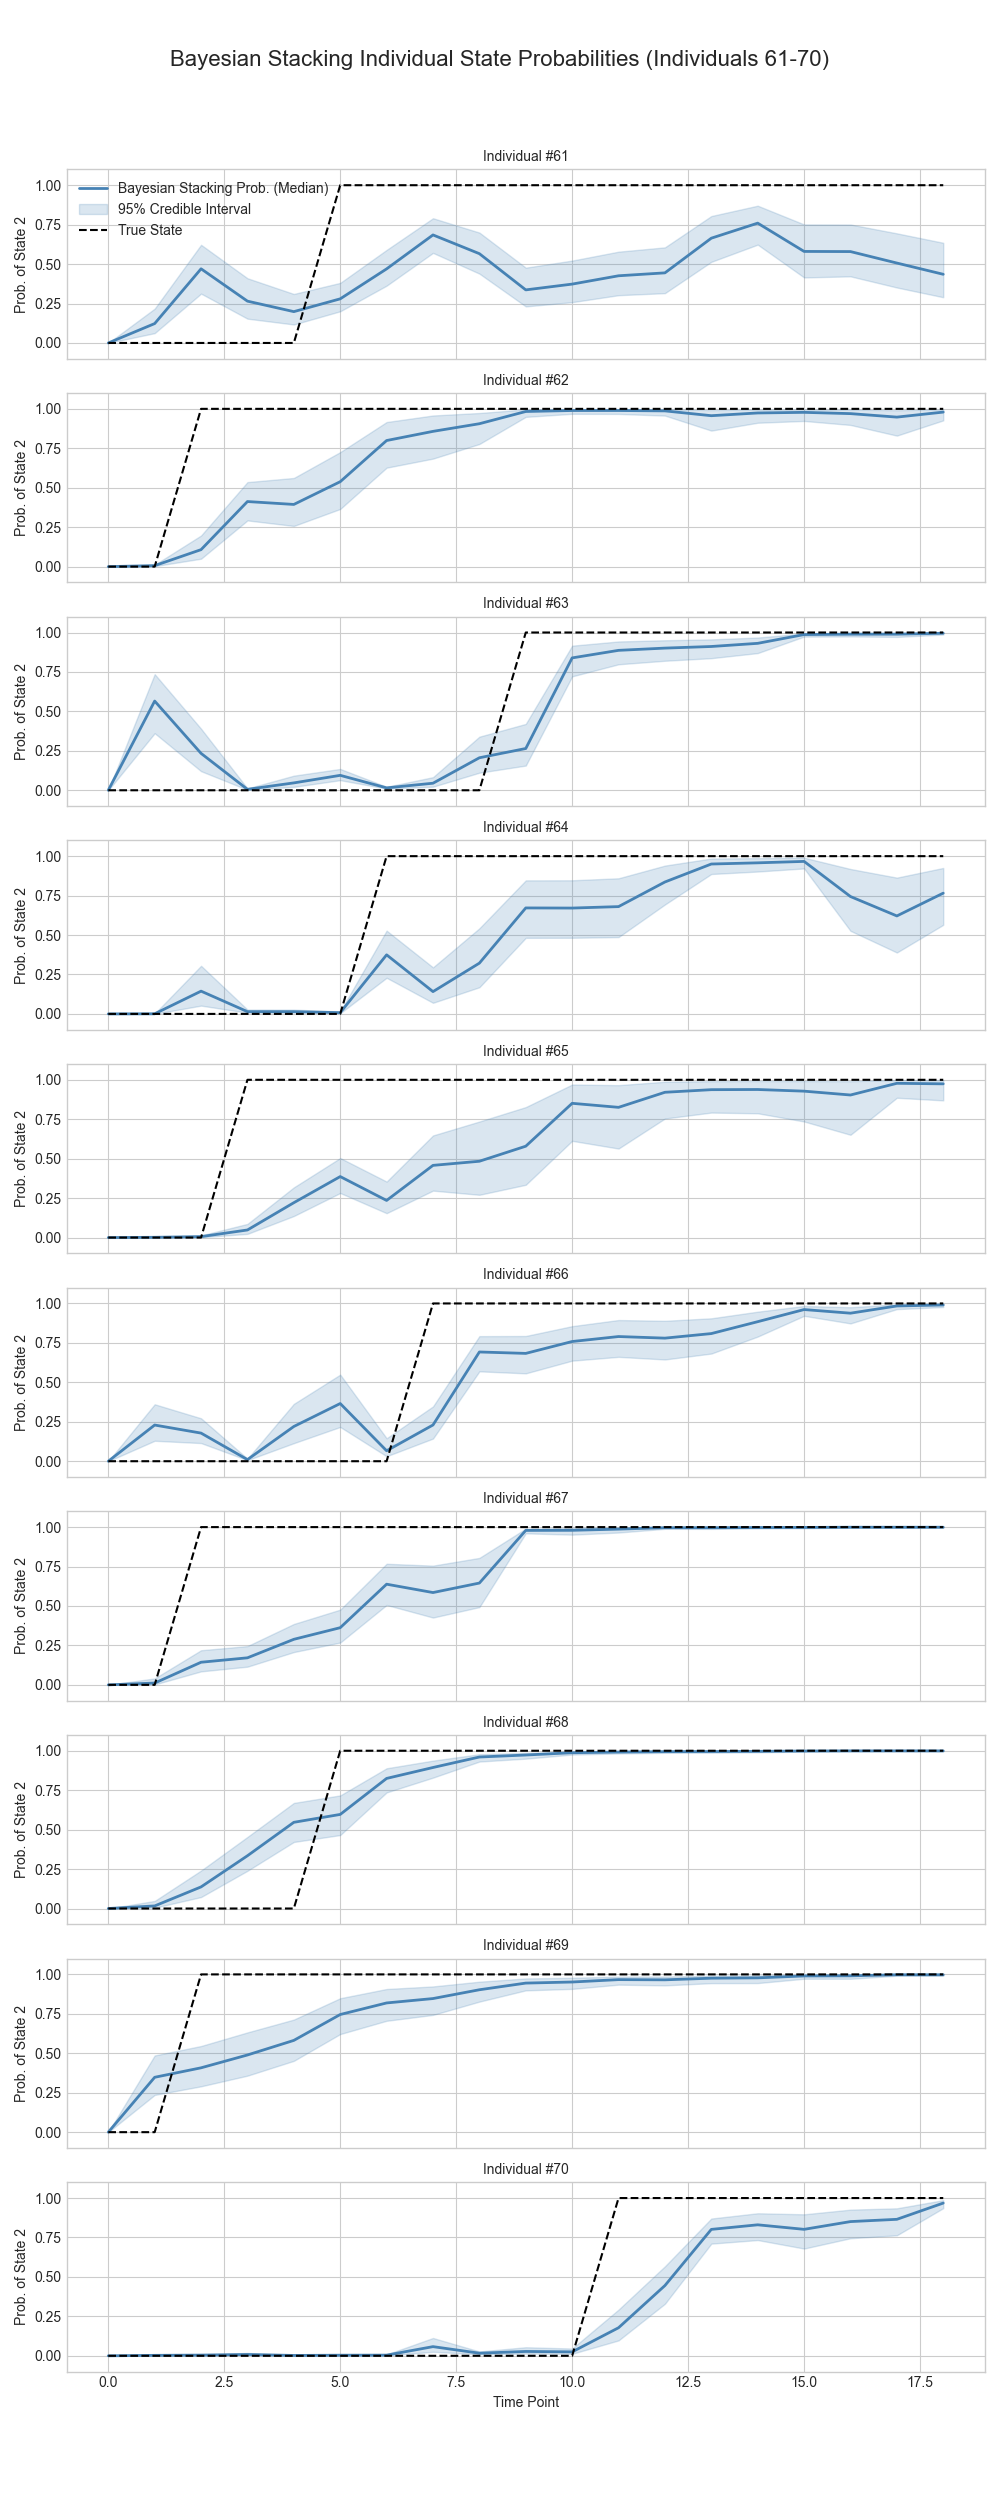 Bayesian Stacking Individual State Probabilities (Individuals 61-70)
Individual #61
Prob. of State 2
1.00
0.75
0.50
0.25
0.00
Bayesian Stacking Prob. (Median)
95% Credible Interval
True State
Individual #62
Prob. of State 2
1.00
0.75
0.50
0.25
0.00
Individual #63
Prob. of State 2
1.00
0.75
0.50
0.25
0.00
Individual #64
Prob. of State 2
1.00
0.75
0.50
0.25
0.00
Individual #65
Prob. of State 2
1.00
0.75
0.50
0.25
0.00
Individual #66
Prob. of State 2
1.00
0.75
0.50
0.25
0.00
Individual #67
Prob. of State 2
1.00
0.75
0.50
0.25
0.00
Individual #68
Prob. of State 2
1.00
0.75
0.50
0.25
0.00
Individual #69
Prob. of State 2
1.00
0.75
0.50
0.25
0.00
Individual #70
Prob. of State 2
1.00
0.75
0.50
0.25
0.00
0.0 2.5 5.0 7.5 10.0 12.5 15.0 17.5
Time Point